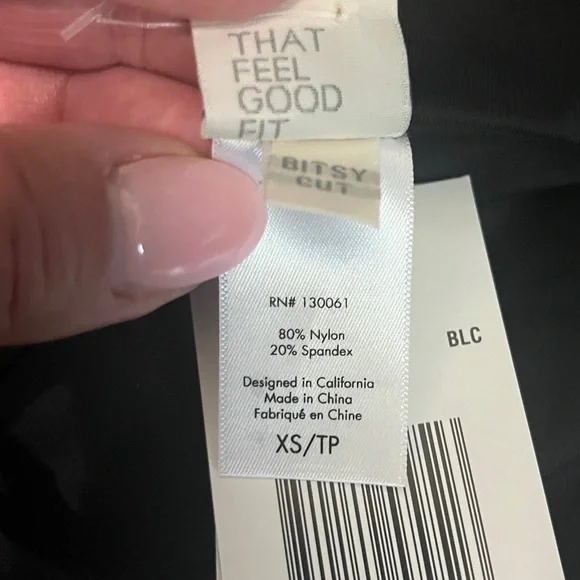 THAT
FEEL
GOOD
FIT
BITSY
CUT
RN# 130061
80% Nylon
20% Spandex
Designed in California
Made in China
Fabriqué en Chine
XS/TP
BLC